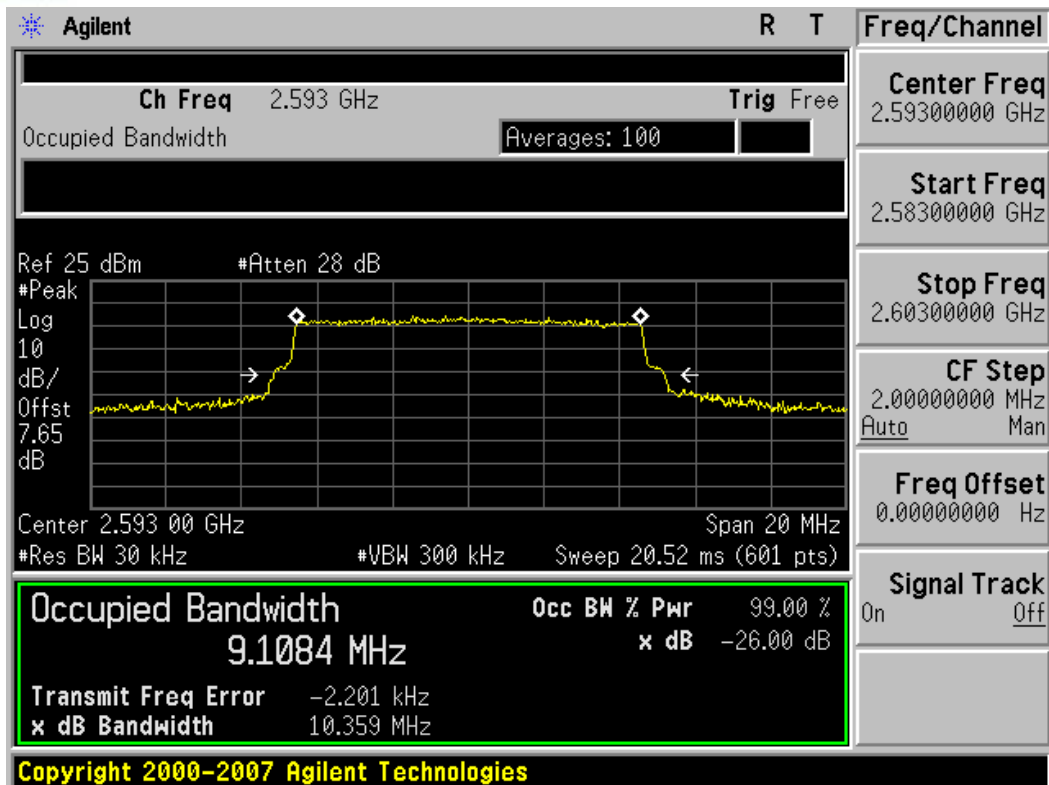 Agilent R T
Ch Freq 2.593 GHz Trig Free
Occupied Bandwidth Averages: 100
Ref 25 dBm #Atten 28 dB
#Peak
Log
10
dB/
Offst
7.65
dB
Center 2.593 00 GHz Span 20 MHz
#Res BW 30 kHz #VBW 300 kHz Sweep 20.52 ms (601 pts)
Occupied Bandwidth Occ BW % Pwr 99.00 %
9.1084 MHz x dB -26.00 dB
Transmit Freq Error -2.201 kHz
x dB Bandwidth 10.359 MHz
Copyright 2000-2007 Agilent Technologies
Freq/Channel
Center Freq
2.59300000 GHz
Start Freq
2.58300000 GHz
Stop Freq
2.60300000 GHz
CF Step
2.00000000 MHz
Auto Man
Freq Offset
0.00000000 Hz
Signal Track
On Off